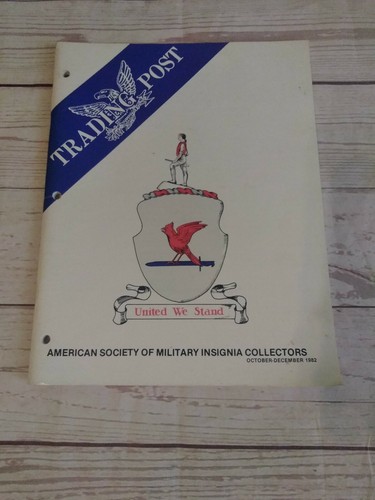 TRADING POST
United We Stand
AMERICAN SOCIETY OF MILITARY INSIGNIA COLLECTORS
OCTOBER-DECEMBER 1982